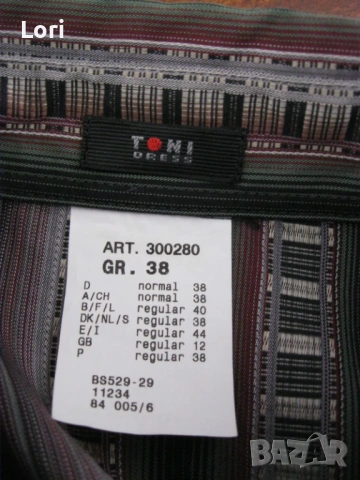 Lori
TONI
DRESS
ART. 300280
GR. 38
D normal 38
A/CH normal 38
B/F/L regular 40
DK/NL/S regular 38
E/I regular 44
GB regular 12
P regular 38
BS529-29
11234
84 005/6
BAZAR